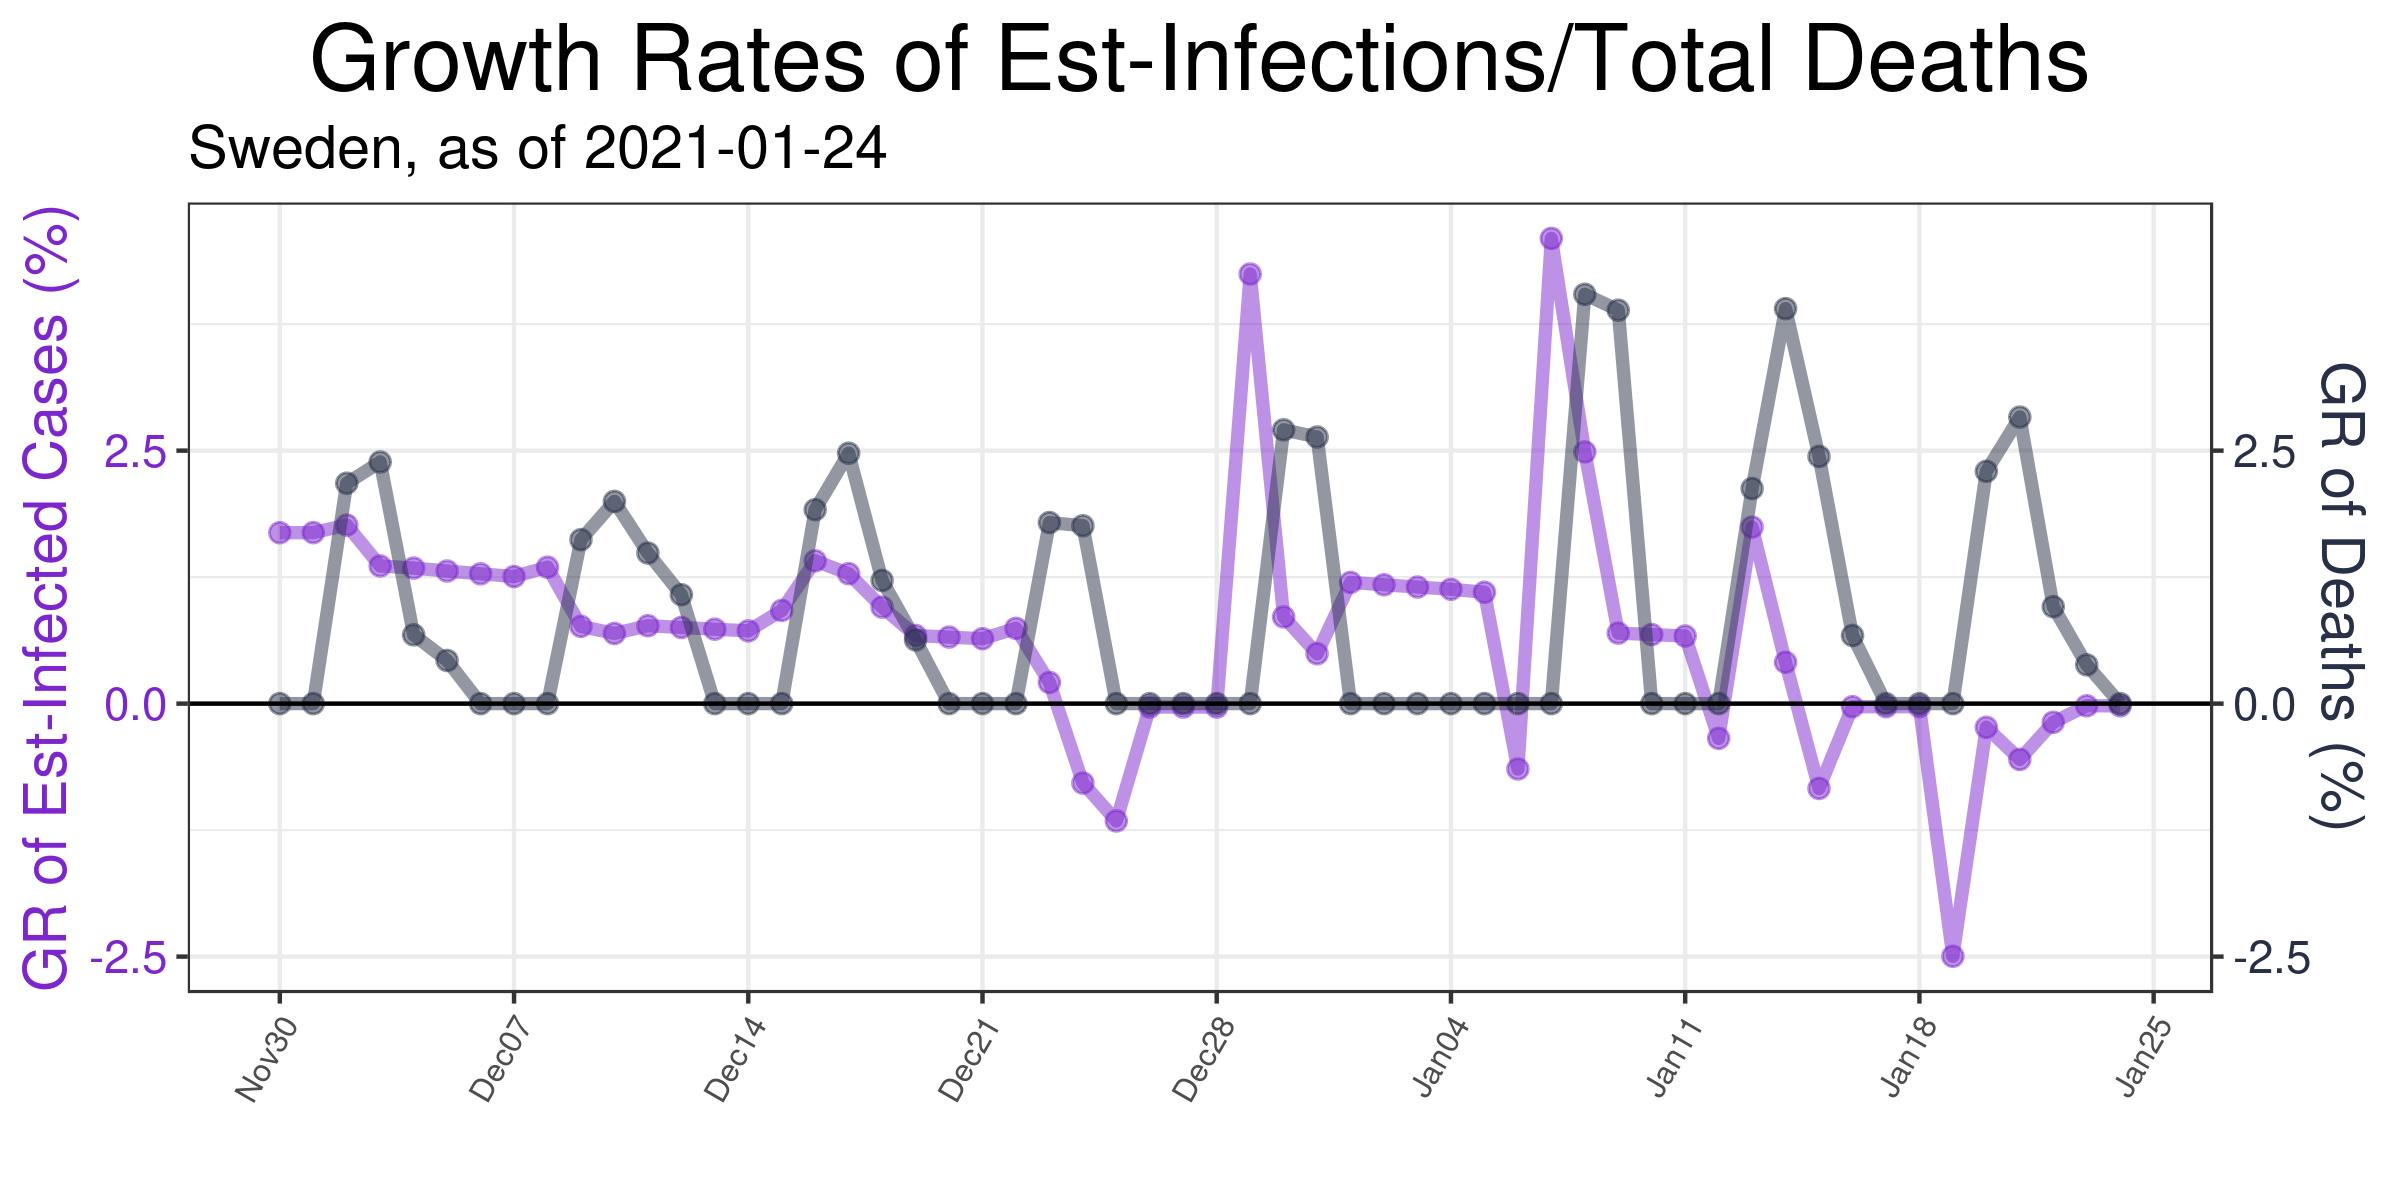 Growth Rates of Est-Infections/Total Deaths
Sweden, as of 2021-01-24
GR of Est-Infected Cases (%)
2.5
0.0
-2.5
2.5
0.0
-2.5
GR of Deaths (%)
Nov30
Dec07
Dec14
Dec21
Dec28
Jan04
Jan11
Jan18
Jan25